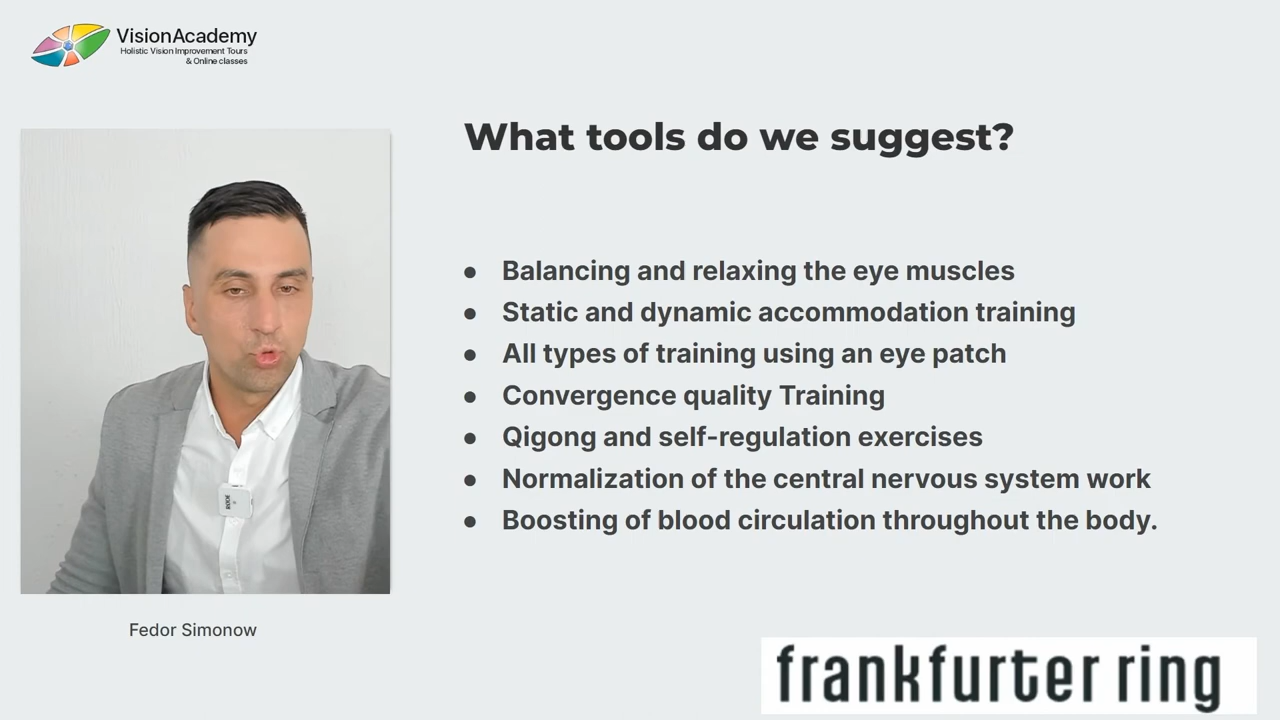 VisionAcademy
Holistic Vision Improvement Tours
& Online classes
What tools do we suggest?
● Balancing and relaxing the eye muscles
● Static and dynamic accommodation training
● All types of training using an eye patch
● Convergence quality Training
● Qigong and self-regulation exercises
● Normalization of the central nervous system work
● Boosting of blood circulation throughout the body.
RØDE
Fedor Simonow
frankfurter ring